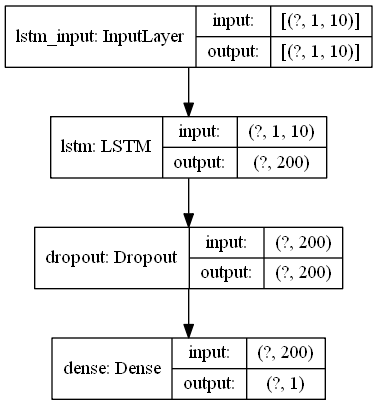 lstm_input: InputLayer
input: [(?, 1, 10)]
output: [(?, 1, 10)]
lstm: LSTM
input: (?, 1, 10)
output: (?, 200)
dropout: Dropout
input: (?, 200)
output: (?, 200)
dense: Dense
input: (?, 200)
output: (?, 1)